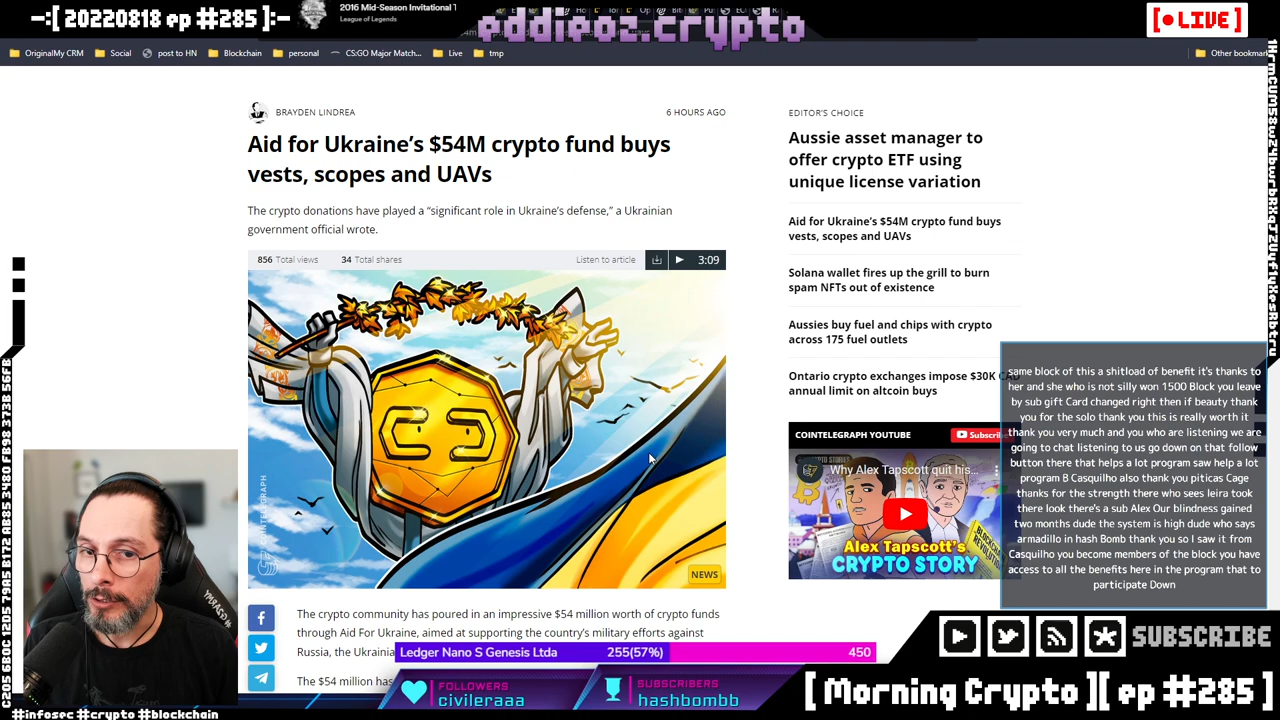 -:[ 20220818 ep #285 ]:-
2016 Mid-Season Invitational T
League of Legends
eddieoz.crypto
[ LIVE ]
OriginalMy CRM
Social
post to HN
Blockchain
personal
CS:GO Major Match...
Live
tmp
Other bookmar
BRAYDEN LINDREA
6 HOURS AGO
Aid for Ukraine’s $54M crypto fund buys
vests, scopes and UAVs
The crypto donations have played a “significant role in Ukraine’s defense,” a Ukrainian
government official wrote.
856 Total views
34 Total shares
Listen to article
3:09
COINTELEGRAPH
NEWS
The crypto community has poured in an impressive $54 million worth of crypto funds
through Aid For Ukraine, aimed at supporting the country’s military efforts against
Russia, the Ukrainia
The $54 million has
EDITOR’S CHOICE
Aussie asset manager to
offer crypto ETF using
unique license variation
Aid for Ukraine’s $54M crypto fund buys
vests, scopes and UAVs
Solana wallet fires up the grill to burn
spam NFTs out of existence
Aussies buy fuel and chips with crypto
across 175 fuel outlets
Ontario crypto exchanges impose $30K CAD
annual limit on altcoin buys
COINTELEGRAPH YOUTUBE
Subscribe
Why Alex Tapscott quit his...
BLOCKCHAIN
REVOLUTION
Alex Tapscott’s
CRYPTO STORY
same block of this a shitload of benefit it's thanks to
her and she who is not silly won 1500 Block you leave
by sub gift Card changed right then if beauty thank
you for the solo thank you this is really worth it
thank you very much and you who are listening we are
going to chat listening to us go down on that follow
button there that helps a lot program saw help a lot
program B Casquilho also thank you piticas Cage
thanks for the strength there who sees leira took
there look there's a sub Alex Our blindness gained
two months dude the system is high dude who says
armadillo in hash Bomb thank you so I saw it from
Casquilho you become members of the block you have
access to all the benefits here in the program that to
participate Down
Ledger Nano S Genesis Ltda
255(57%)
450
FOLLOWERS
civileraaa
SUBSCRIBERS
hashbombb
SUBSCRIBE
[ Morning Crypto ][ ep #285 ]
#infosec #crypto #blockchain